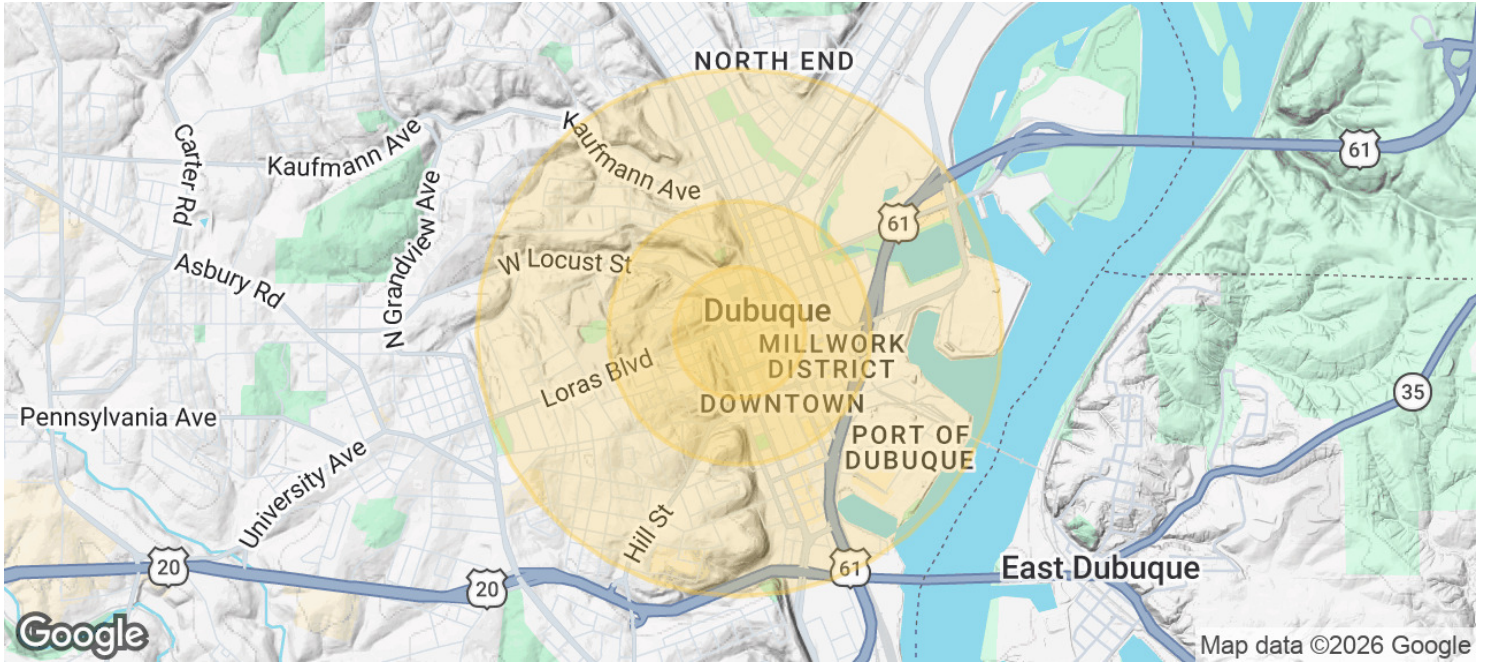 NORTH END
Kaufmann Ave
Carter Rd
Kaufmann Ave
61
N Grandview Ave
61
W Locust St
Asbury Rd
Dubuque
MILLWORK
DISTRICT
Loras Blvd
35
DOWNTOWN
Pennsylvania Ave
PORT OF
DUBUQUE
University Ave
Hill St
20
61
East Dubuque
20
Google
Map data ©2026 Google